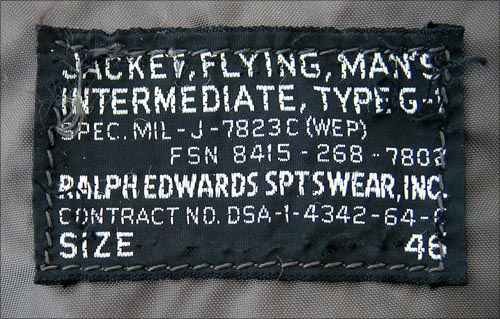 JACKET, FLYING, MAN'S
INTERMEDIATE, TYPE G-1
SPEC. MIL-J-7823C (WEP)
FSN 8415-268-7802
RALPH EDWARDS SPTSWEAR, INC.
CONTRACT NO. DSA-1-4342-64-
SIZE 46